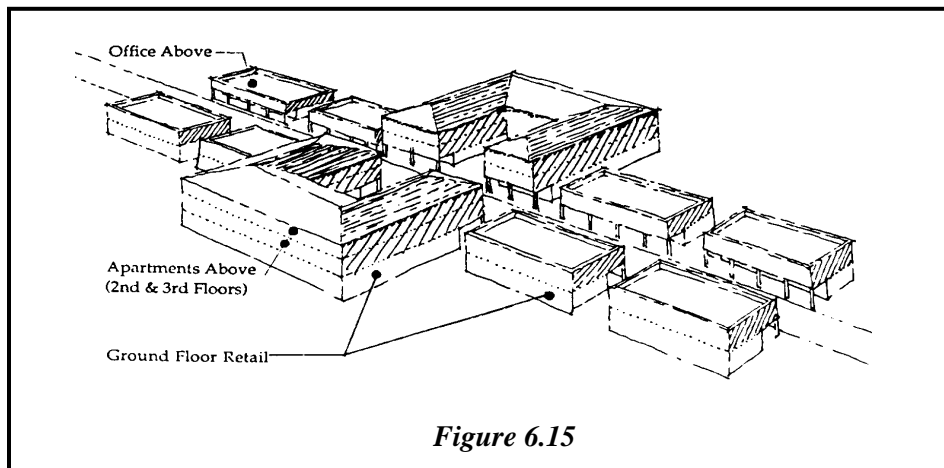 Office Above
Apartments Above
(2nd & 3rd Floors)
Ground Floor Retail
Figure 6.15